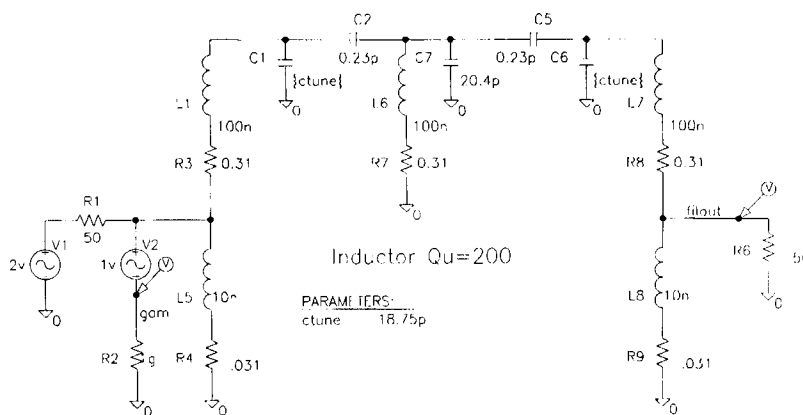 C2
C5
C1
0.23p
C7
0.23p
C6
{ctune}
20.4p
{ctune}
0
0
0
L1
L6
L7
100n
100n
100n
R3
0.31
R7
0.31
R8
0.31
0
R1
50
V1
V2
2v
1v
filout
V
V
R6
Inductor Qu=200
L5
10n
L8
10n
gam
PARAMETERS:
ctune 18.75p
0
0
R2
R4
.031
R9
.031
0
0
0